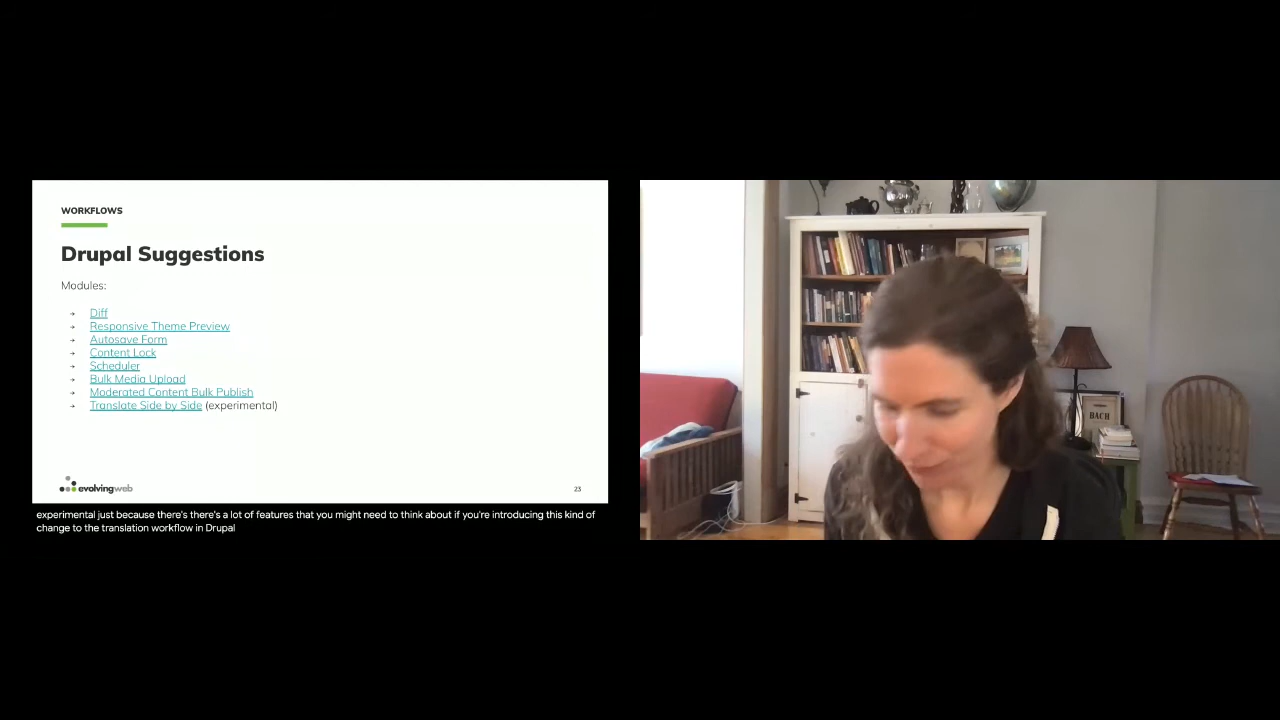 WORKFLOWS
Drupal Suggestions
Modules:
→ Diff
→ Responsive Theme Preview
→ Autosave Form
→ Content Lock
→ Scheduler
→ Bulk Media Upload
→ Moderated Content Bulk Publish
→ Translate Side by Side (experimental)
evolvingweb
23
experimental just because there's there's a lot of features that you might need to think about if you're introducing this kind of
change to the translation workflow in Drupal
BACH